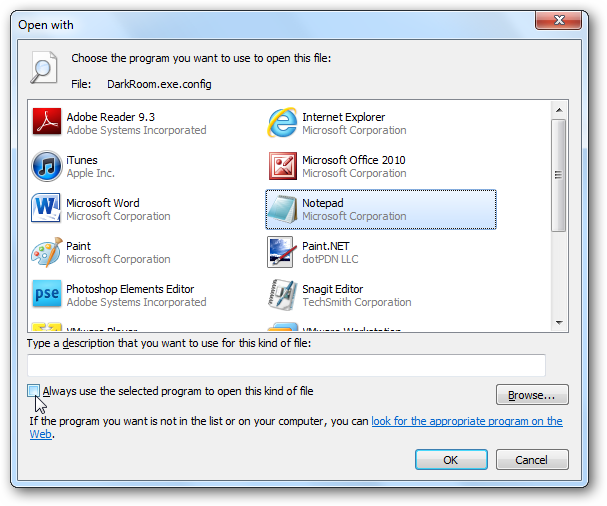 Open with
Choose the program you want to use to open this file:
File: DarkRoom.exe.config
Adobe Reader 9.3
Adobe Systems Incorporated
Internet Explorer
Microsoft Corporation
iTunes
Apple Inc.
Microsoft Office 2010
Microsoft Corporation
Microsoft Word
Microsoft Corporation
Notepad
Microsoft Corporation
Paint
Microsoft Corporation
Paint.NET
dotPDN LLC
pse
Photoshop Elements Editor
Adobe Systems Incorporated
Snagit Editor
TechSmith Corporation
VMware Player
VMware Workstation
Type a description that you want to use for this kind of file:
Always use the selected program to open this kind of file
Browse...
If the program you want is not in the list or on your computer, you can look for the appropriate program on the
Web.
OK
Cancel